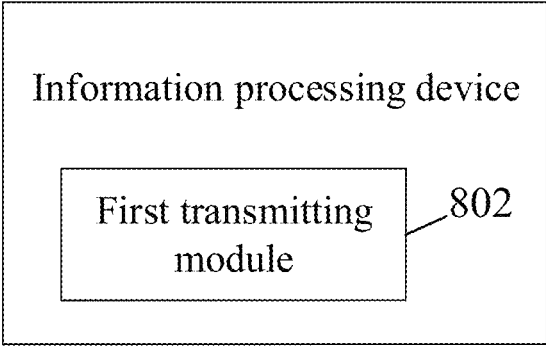 Information processing device
First transmitting
module
802